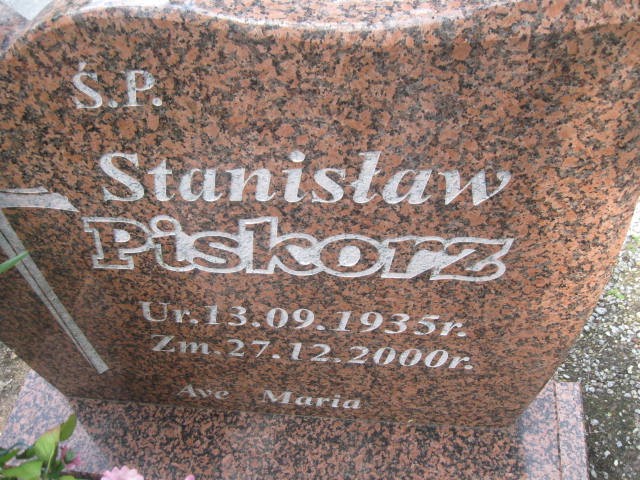 Ś.P.
Stanisław
Piskorz
Ur.13.09.1935r.
Zm.27.12.2000r.
Ave Maria